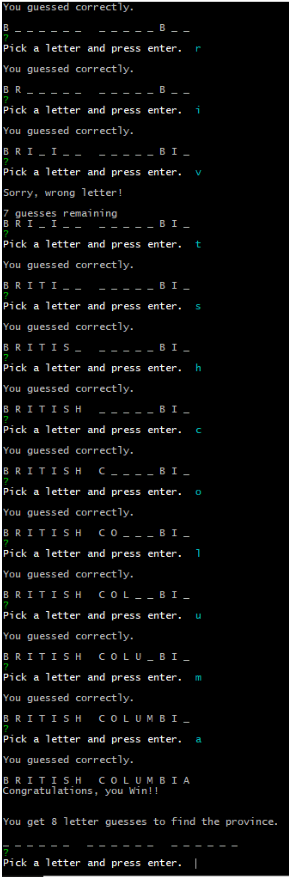 You guessed correctly.
B _ _ _ _ _ _   _ _ _ _ _ B _ _
?
Pick a letter and press enter.  r
You guessed correctly.
B R _ _ _ _ _   _ _ _ _ _ B _ _
?
Pick a letter and press enter.  i
You guessed correctly.
B R I _ I _ _   _ _ _ _ _ B I _
?
Pick a letter and press enter.  v
Sorry, wrong letter!
7 guesses remaining
B R I _ I _ _   _ _ _ _ _ B I _
?
Pick a letter and press enter.  t
You guessed correctly.
B R I T I _ _   _ _ _ _ _ B I _
?
Pick a letter and press enter.  s
You guessed correctly.
B R I T I S _   _ _ _ _ _ B I _
?
Pick a letter and press enter.  h
You guessed correctly.
B R I T I S H   _ _ _ _ _ B I _
?
Pick a letter and press enter.  c
You guessed correctly.
B R I T I S H   C _ _ _ _ B I _
?
Pick a letter and press enter.  o
You guessed correctly.
B R I T I S H   C O _ _ _ B I _
?
Pick a letter and press enter.  l
You guessed correctly.
B R I T I S H   C O L _ _ B I _
?
Pick a letter and press enter.  u
You guessed correctly.
B R I T I S H   C O L U _ B I _
?
Pick a letter and press enter.  m
You guessed correctly.
B R I T I S H   C O L U M B I _
?
Pick a letter and press enter.  a
You guessed correctly.
B R I T I S H   C O L U M B I A
Congratulations, you Win!!
You get 8 letter guesses to find the province.
_ _ _ _ _ _   _ _ _ _ _ _   _ _ _ _ _ _
?
Pick a letter and press enter.  |